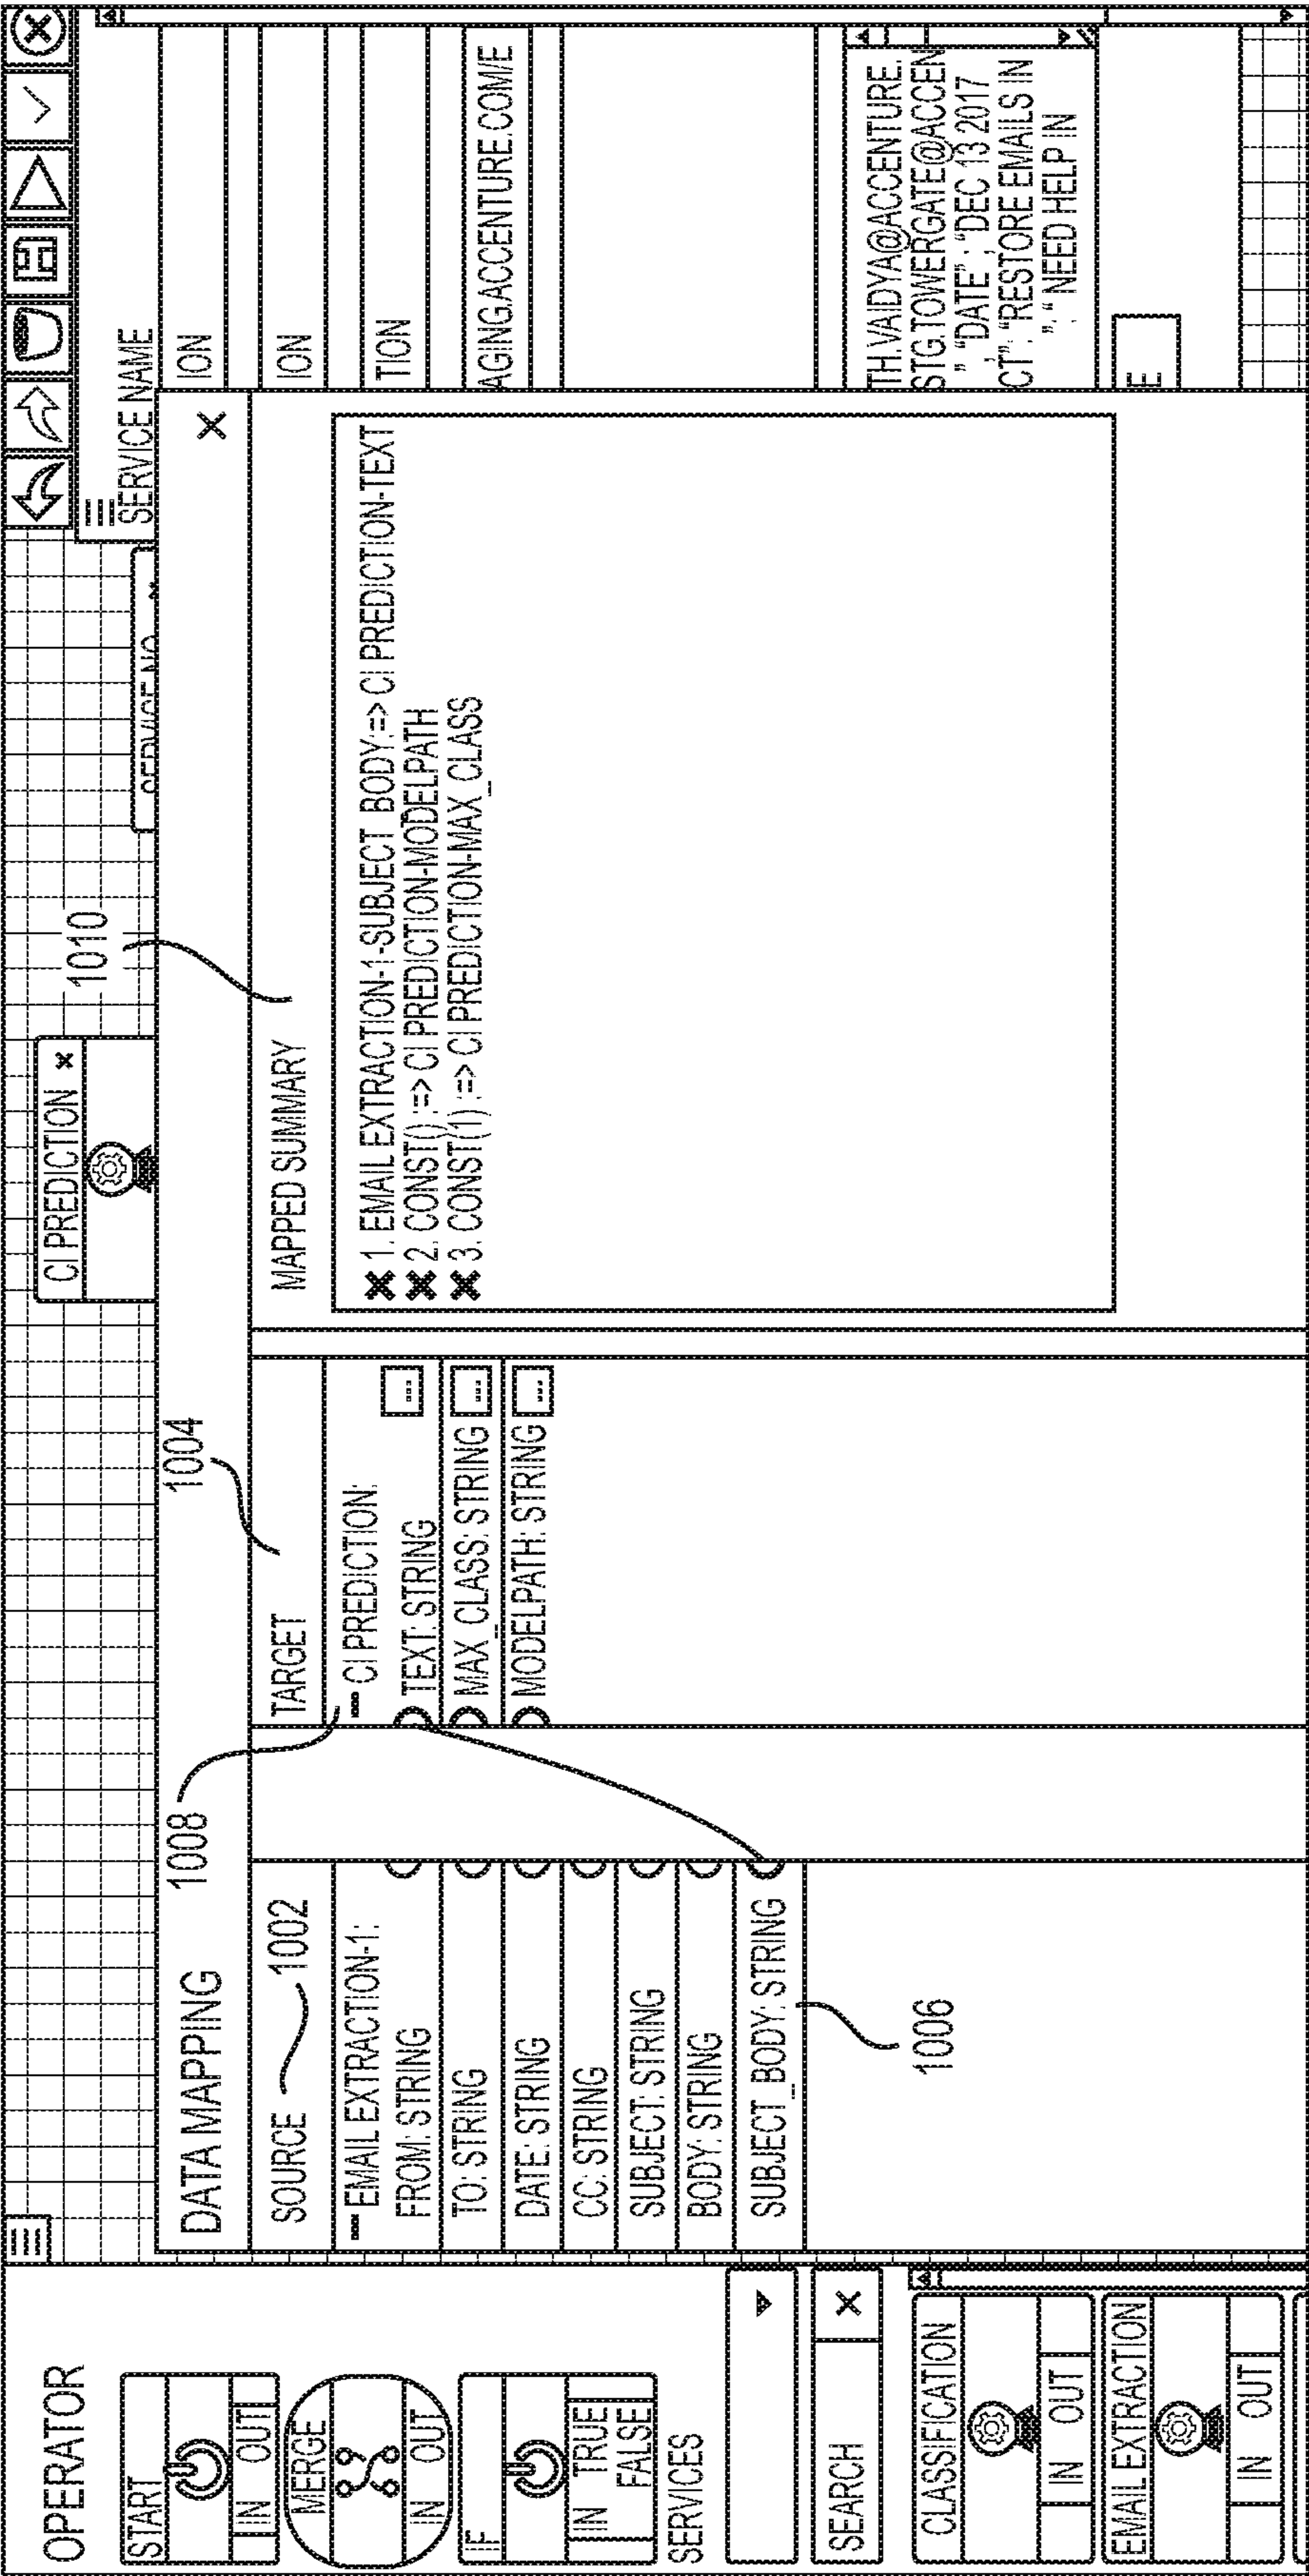 OPERATOR
START
IN OUT
MERGE
IN OUT
IF
IN TRUE
FALSE
SERVICES
SEARCH X
CLASSIFICATION
IN OUT
EMIAL EXTRACTION
IN OUT
CI PREDICTION x
1010
SERVICE NAME
ION
ION
TION
AGING.ACCENTURE.COM/E
TH.VAIDYA@ACCENTURE.
STG.TOWERGATE@ACCEN
", "DATE" ; "DEC 13 2017
CT": "RESTORE EMAILS IN
": " NEED HELP IN
E
DATA MAPPING 1008 1004 X
SOURCE 1002
EMAIL EXTRACTION-1:
FROM: STRING
TO: STRING
DATE: STRING
CC: STRING
SUBJECT: STRING
BODY: STRING
SUBJECT_BODY: STRING
1006
TARGET
CI PREDICTION:
TEXT: STRING ...
MAX_CLASS: STRING ...
MODELPATH: STRING ...
MAPPED SUMMARY
X 1. EMAIL EXTRACTION-1-SUBJECT_BODY:=> CI PREDICTION-TEXT
X 2. CONST() :=> CI PREDICTION-MODELPATH
X 3. CONST(1) :=> CI PREDICTION-MAX_CLASS